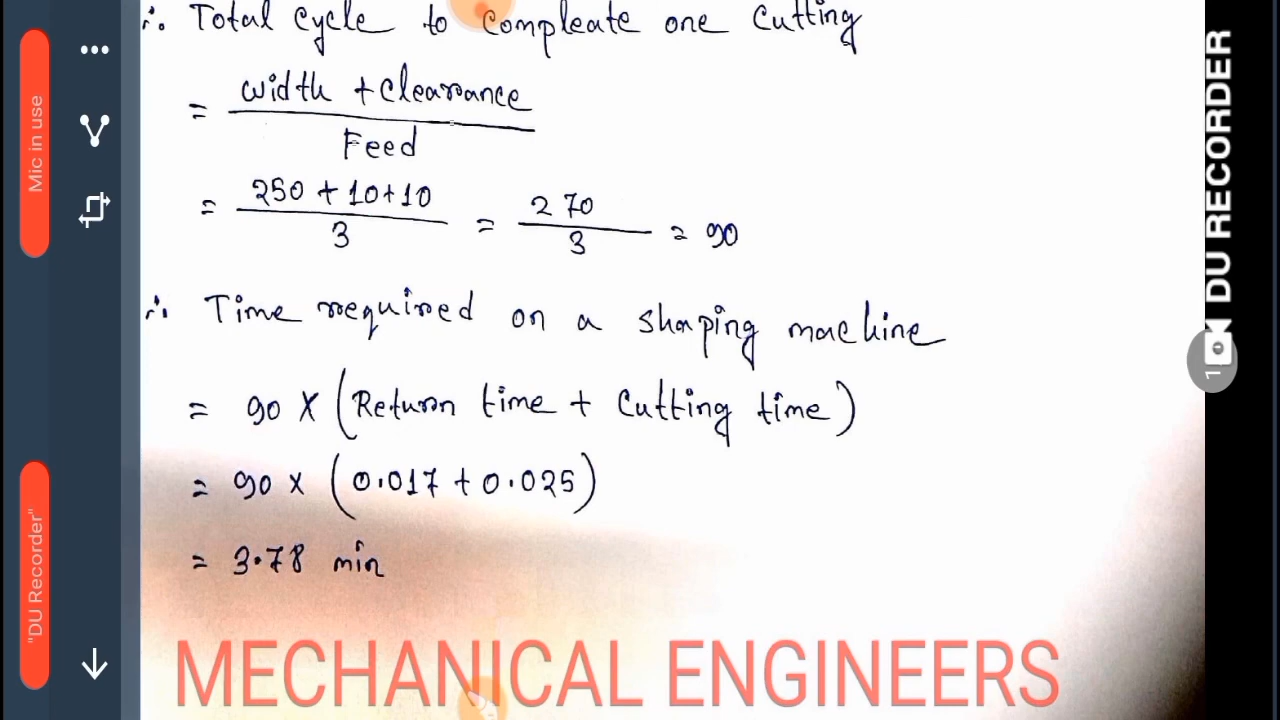 ∴ Total Cycle to Compleate one Cutting
= width + Clearance / Feed
= 250 + 10 + 10 / 3 = 270 / 3 = 90
∴ Time required on a shaping machine
= 90 X (Return time + Cutting time)
= 90 x (0.017 + 0.025)
= 3.78 min
MECHANICAL ENGINEERS
Mic in use
"DU Recorder"
DU RECORDER